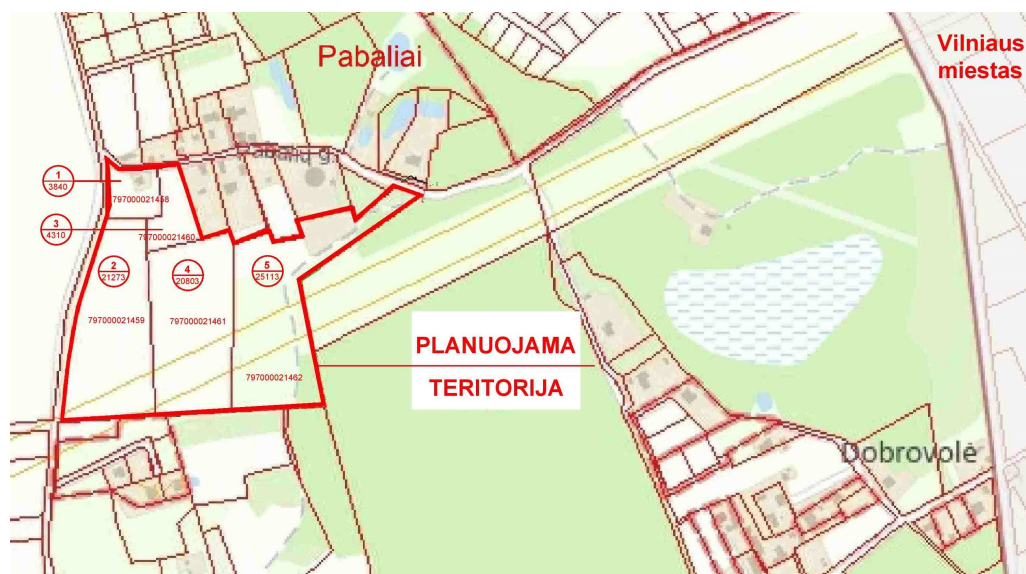 Pabaliai
Vilniaus
miestas
Pabalių g.
1
3840
797000021458
3
4310
797000021460
2
21273
4
20803
5
25113
797000021459
797000021461
797000021462
PLANUOJAMA
TERITORIJA
Dobrovolė